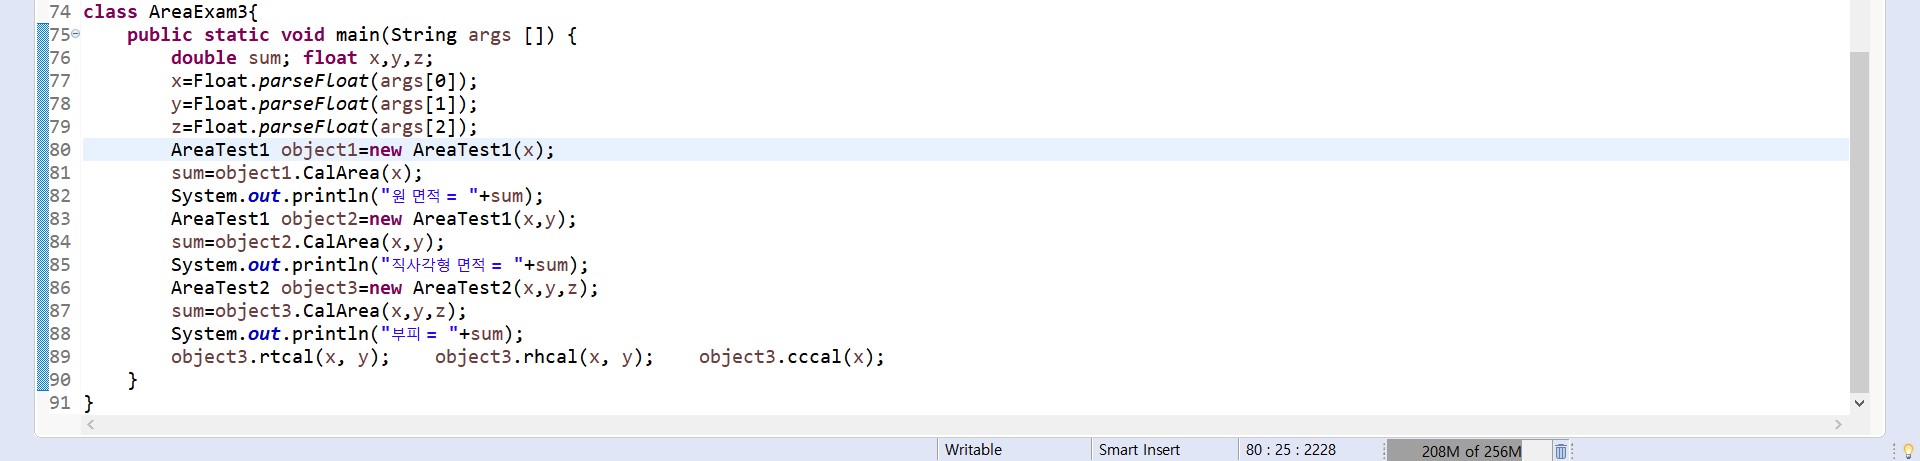 74 class AreaExam3{
75 public static void main(String args []) {
76 double sum; float x,y,z;
77 x=Float.parseFloat(args[0]);
78 y=Float.parseFloat(args[1]);
79 z=Float.parseFloat(args[2]);
80 AreaTest1 object1=new AreaTest1(x);
81 sum=object1.CalArea(x);
82 System.out.println("원 면적 = "+sum);
83 AreaTest1 object2=new AreaTest1(x,y);
84 sum=object2.CalArea(x,y);
85 System.out.println("직사각형 면적 = "+sum);
86 AreaTest2 object3=new AreaTest2(x,y,z);
87 sum=object3.CalArea(x,y,z);
88 System.out.println("부피 = "+sum);
89 object3.rtcal(x, y);    object3.rhcal(x, y);    object3.cccal(x);
90 }
91 }
Writable Smart Insert 80 : 25 : 2228 208M of 256M